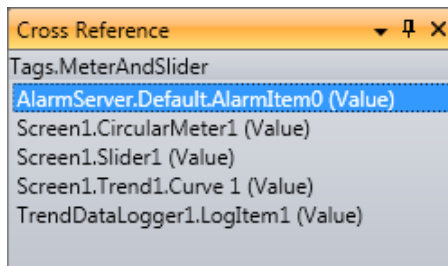 Cross Reference
Tags.MeterAndSlider
AlarmServer.Default.AlarmItem0 (Value)
Screen1.CircularMeter1 (Value)
Screen1.Slider1 (Value)
Screen1.Trend1.Curve 1 (Value)
TrendDataLogger1.LogItem1 (Value)